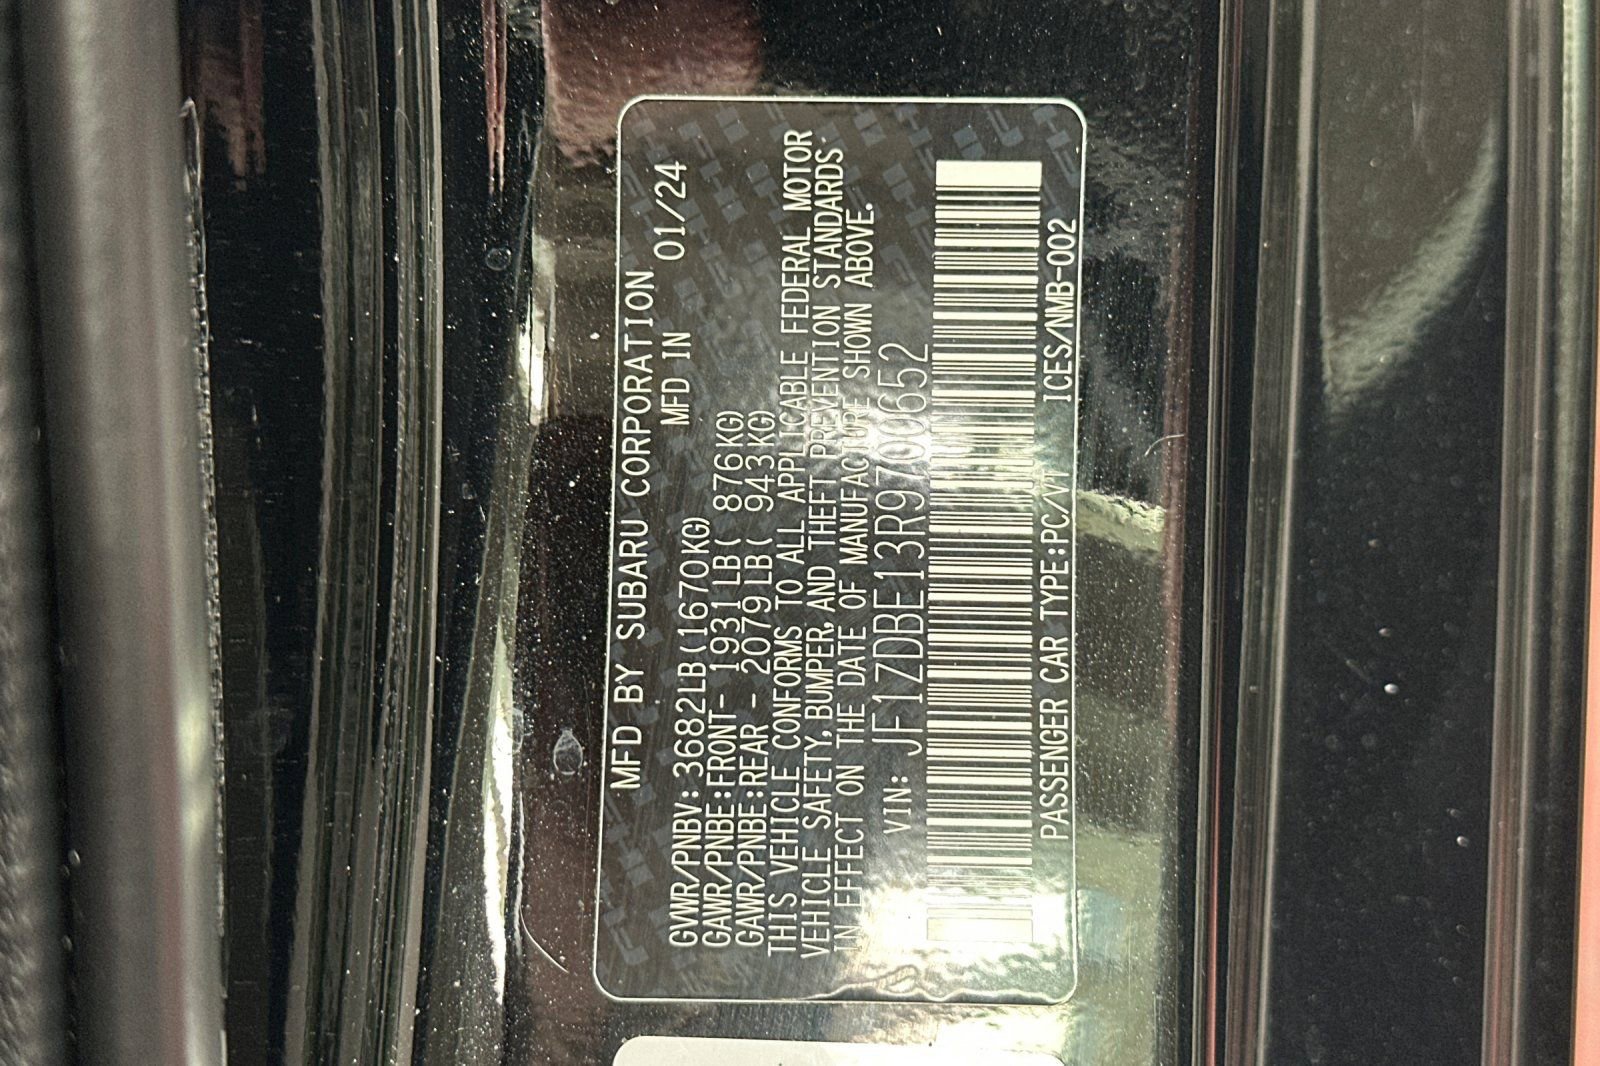 MFD BY SUBARU CORPORATION
MFD IN 01/24
GVWR/PNBV:3682LB(1670KG)
GAWR/PNBE:FRONT- 1931LB( 876KG)
GAWR/PNBE:REAR - 2079LB( 943KG)
THIS VEHICLE CONFORMS TO ALL APPLICABLE FEDERAL MOTOR
VEHICLE SAFETY, BUMPER, AND THEFT PREVENTION STANDARDS
IN EFFECT ON THE DATE OF MANUFACTURE SHOWN ABOVE.
VIN: JF1ZDBE13R9700652
PASSENGER CAR TYPE:PC/VT ICES/NMB-002